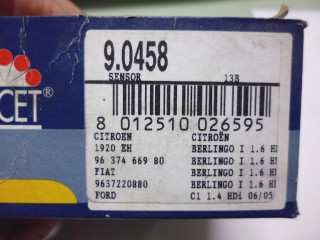 9.0458
SENSOR 13B
CET
8 012510 026595
CITROEN CITROËN
1920 EH BERLINGO I 1.6 HI
96 374 669 80 BERLINGO I 1.6 HI
FIAT BERLINGO I 1.6 HI
9637220880 BERLINGO I 1.6 HI
FORD C1 1.4 HDi 06/05